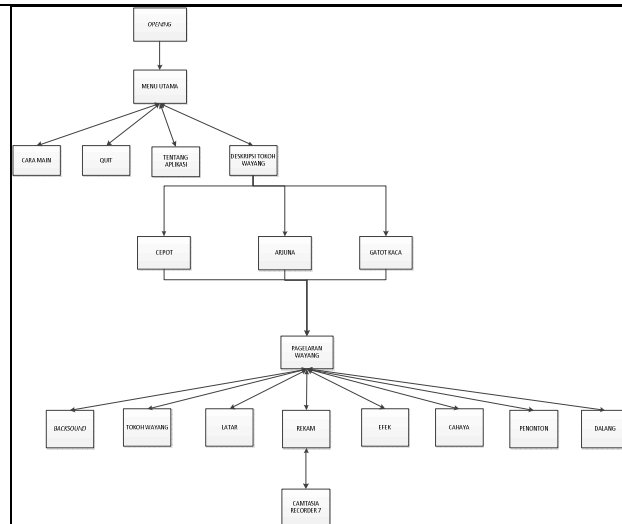 OPENING
MENU UTAMA
CARA MAIN
QUIT
TENTANG
APLIKASI
DESKRIPSI TOKOH
WAYANG
CEPOT
ARJUNA
GATOT KACA
PAGELARAN
WAYANG
BACKSOUND
TOKOH WAYANG
LATAR
REKAM
EFEK
CAHAYA
PENONTON
DALANG
CAMTASIA
RECORDER 7